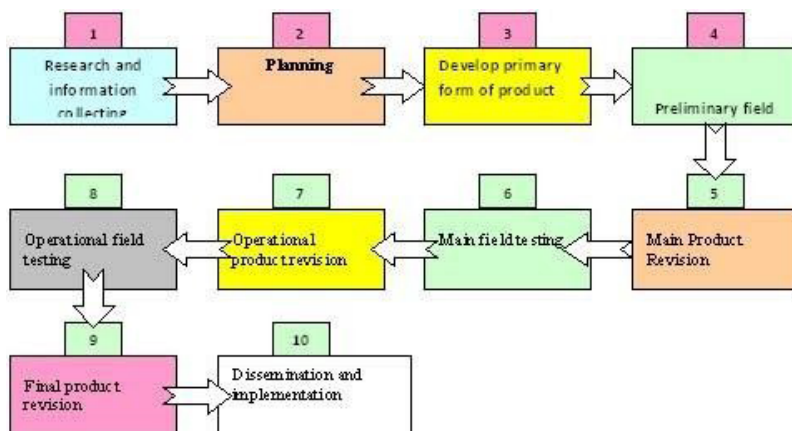 1
Research and
information
collecting
2
Planning
3
Develop primary
form of product
4
Preliminary field
5
Main Product
Revision
6
Main field testing
7
Operational
product revision
8
Operational field
testing
9
Final product
revision
10
Dissemination and
implementation